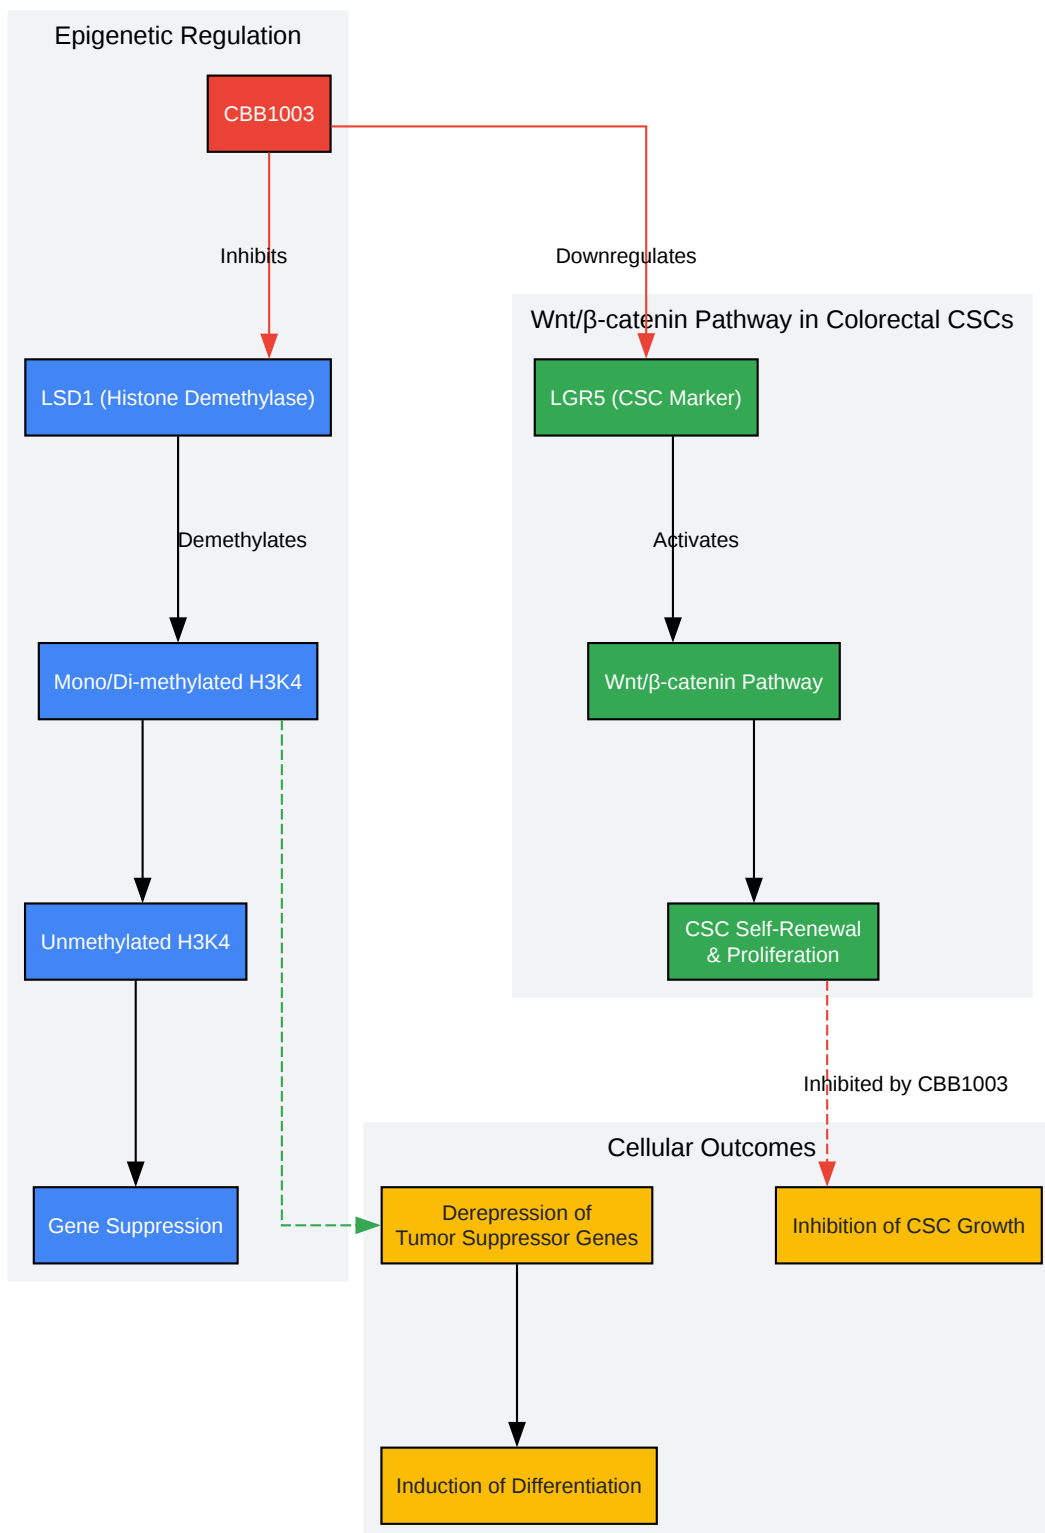 Epigenetic Regulation
CBB1003
Inhibits
Downregulates
Wnt/β-catenin Pathway in Colorectal CSCs
LSD1 (Histone Demethylase)
LGR5 (CSC Marker)
Demethylates
Activates
Mono/Di-methylated H3K4
Wnt/β-catenin Pathway
Unmethylated H3K4
CSC Self-Renewal
& Proliferation
Inhibited by CBB1003
Cellular Outcomes
Gene Suppression
Derepression of
Tumor Suppressor Genes
Inhibition of CSC Growth
Induction of Differentiation